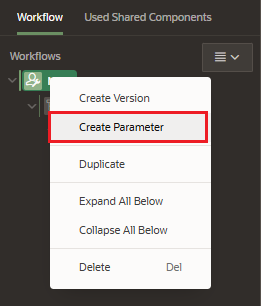 Workflow Used Shared Components
Workflows
Create Version
Create Parameter
Duplicate
Expand All Below
Collapse All Below
Delete Del